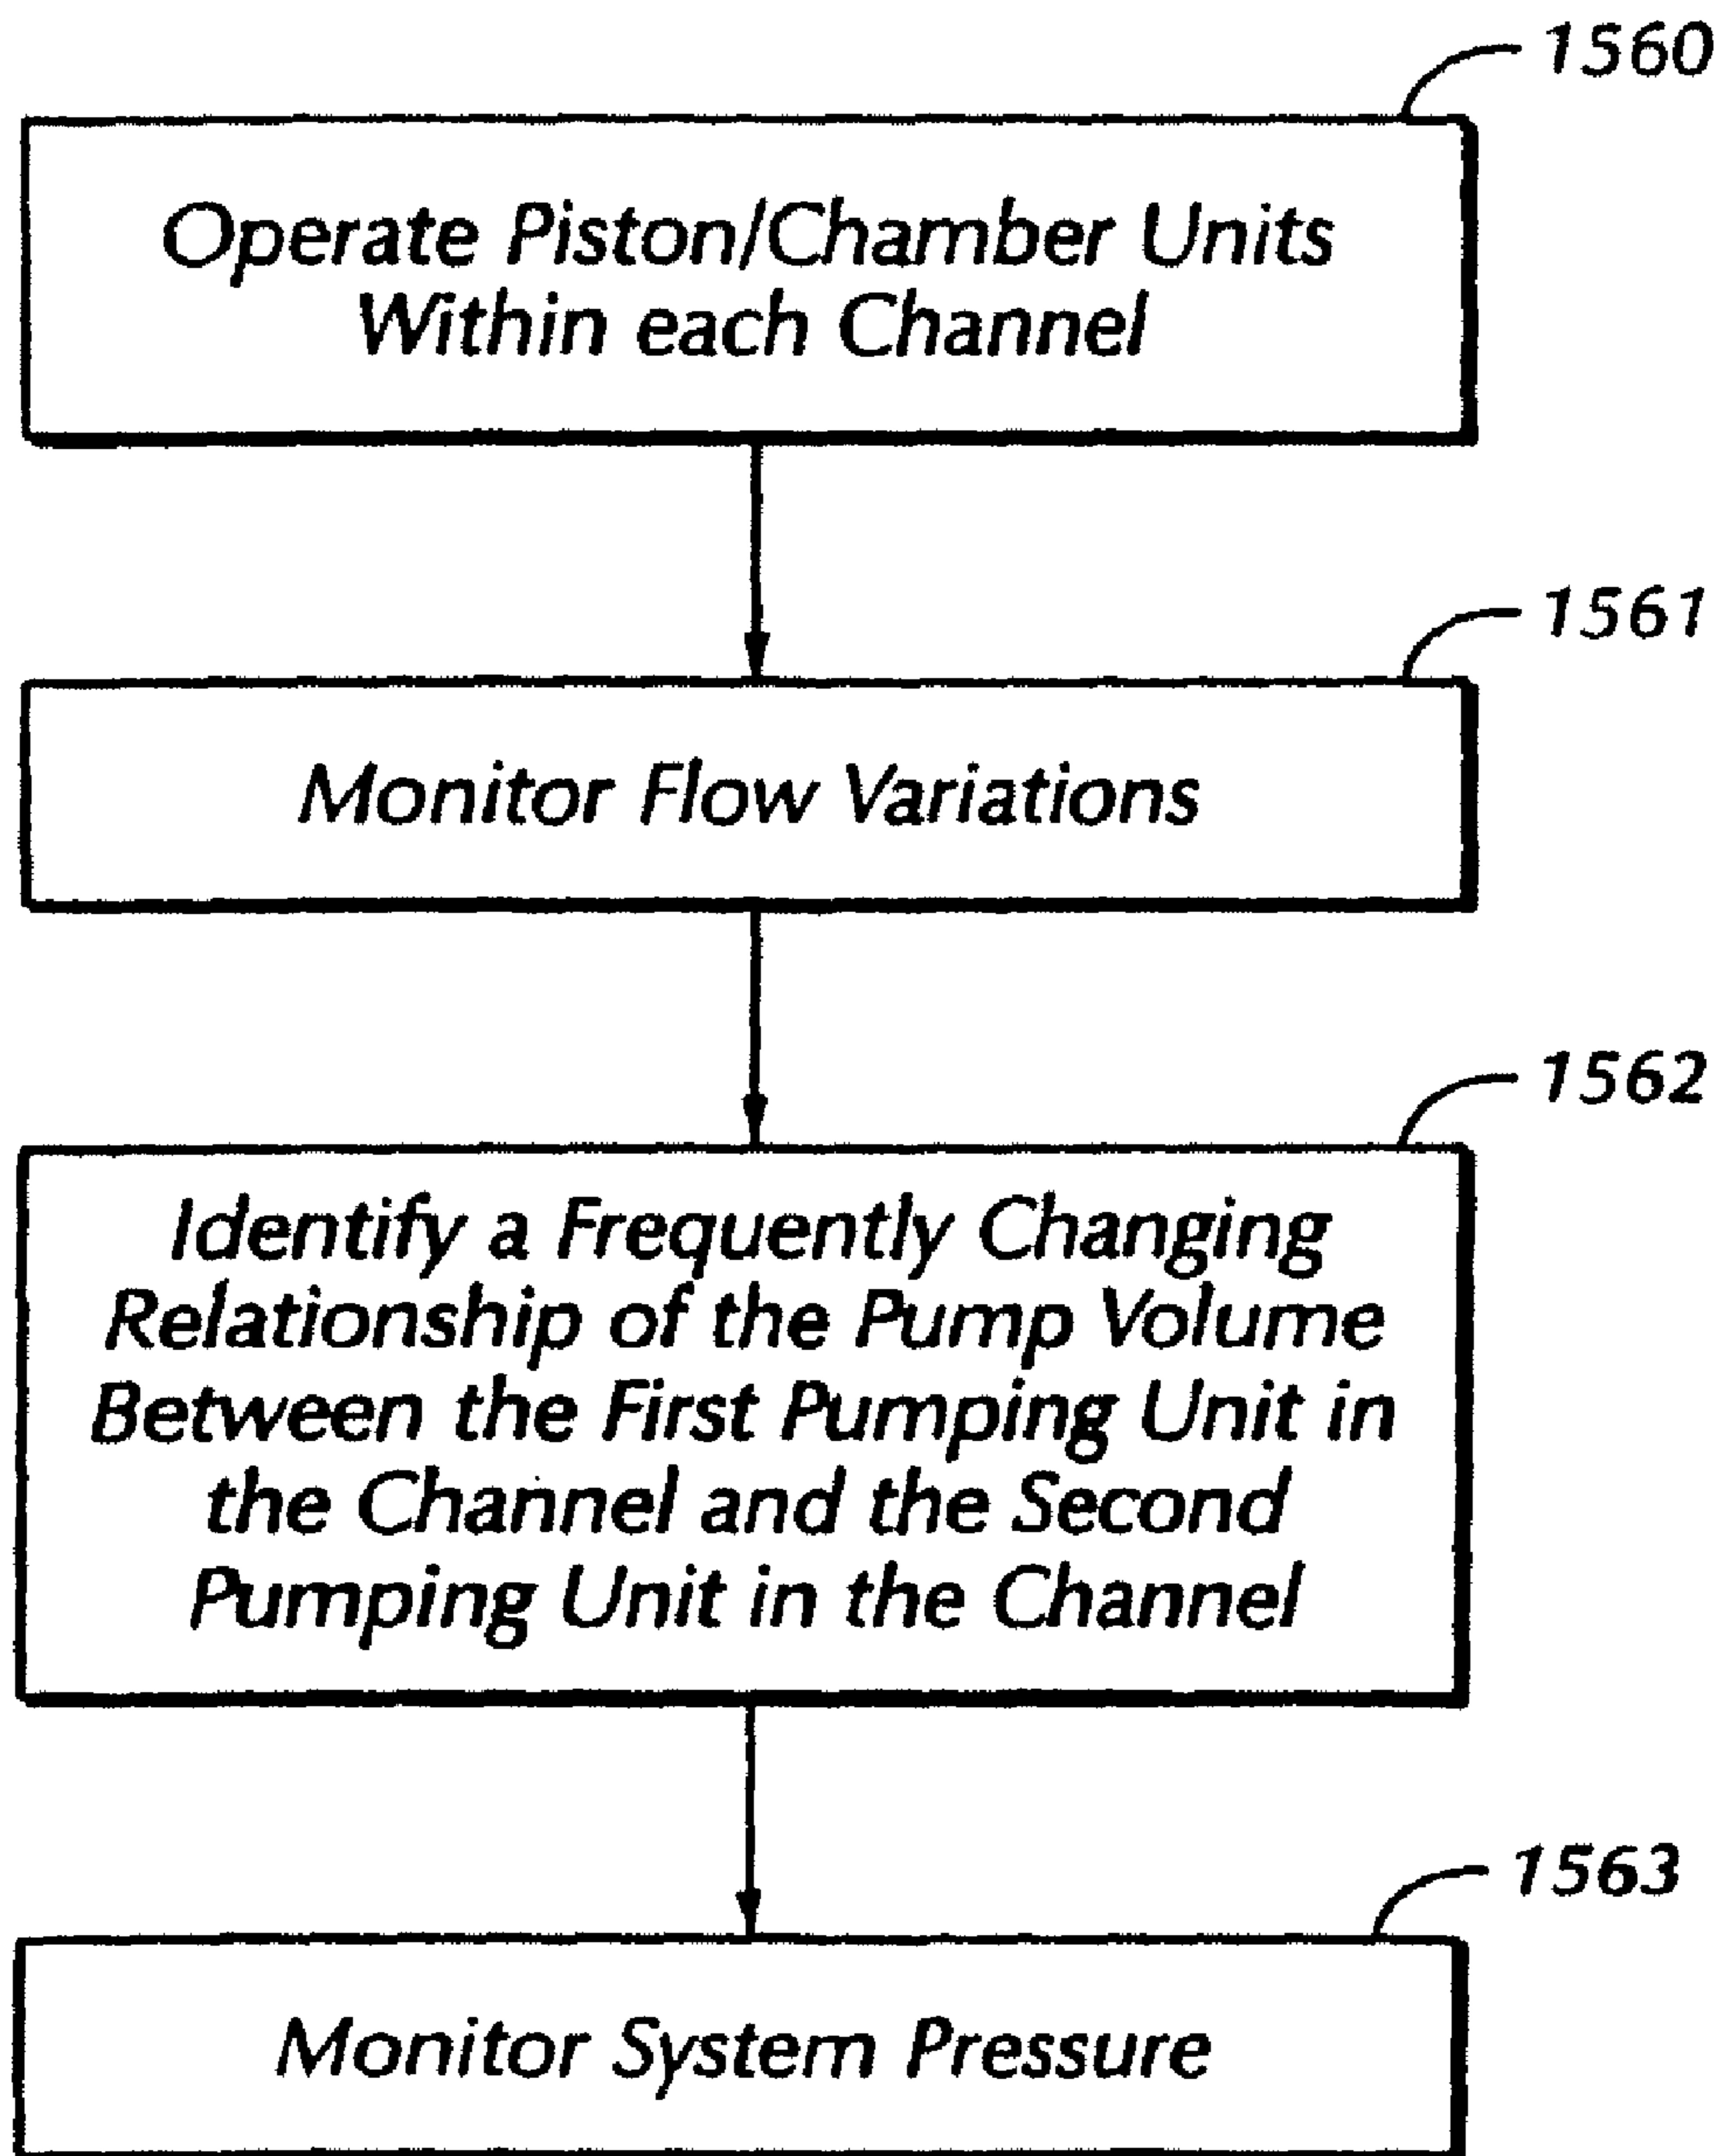 1560
Operate Piston/Chamber Units
Within each Channel
1561
Monitor Flow Variations
1562
Identify a Frequently Changing
Relationship of the Pump Volume
Between the First Pumping Unit in
the Channel and the Second
Pumping Unit in the Channel
1563
Monitor System Pressure